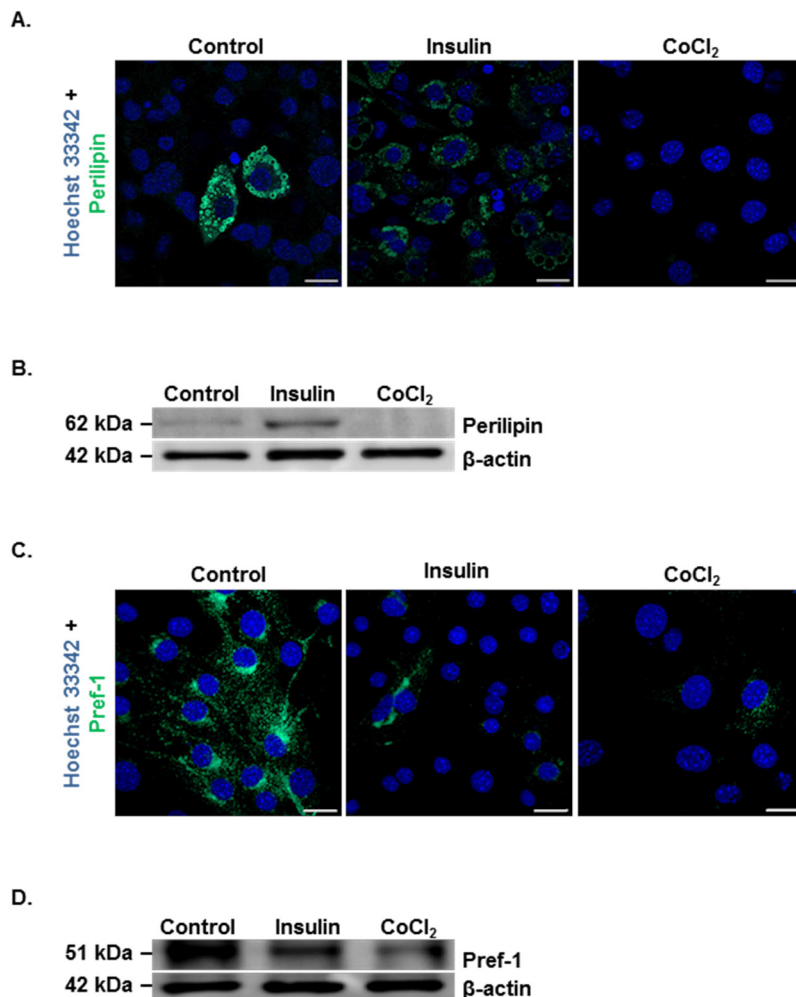 A.
Control Insulin CoCl₂
Hoechst 33342 +
Perilipin
B.
Control Insulin CoCl₂
62 kDa Perilipin
42 kDa β-actin
C.
Control Insulin CoCl₂
Hoechst 33342 +
Pref-1
D.
Control Insulin CoCl₂
51 kDa Pref-1
42 kDa β-actin